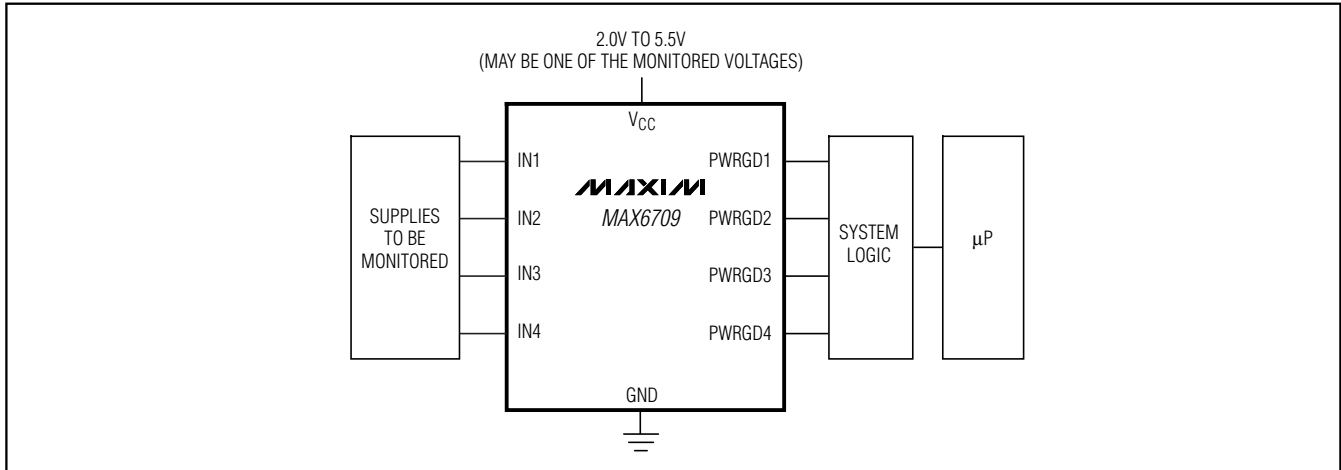 2.0V TO 5.5V
(MAY BE ONE OF THE MONITORED VOLTAGES)
VCC
SUPPLIES
TO BE
MONITORED
IN1
IN2
IN3
IN4
MAXIM
MAX6709
PWRGD1
PWRGD2
PWRGD3
PWRGD4
GND
SYSTEM
LOGIC
μP